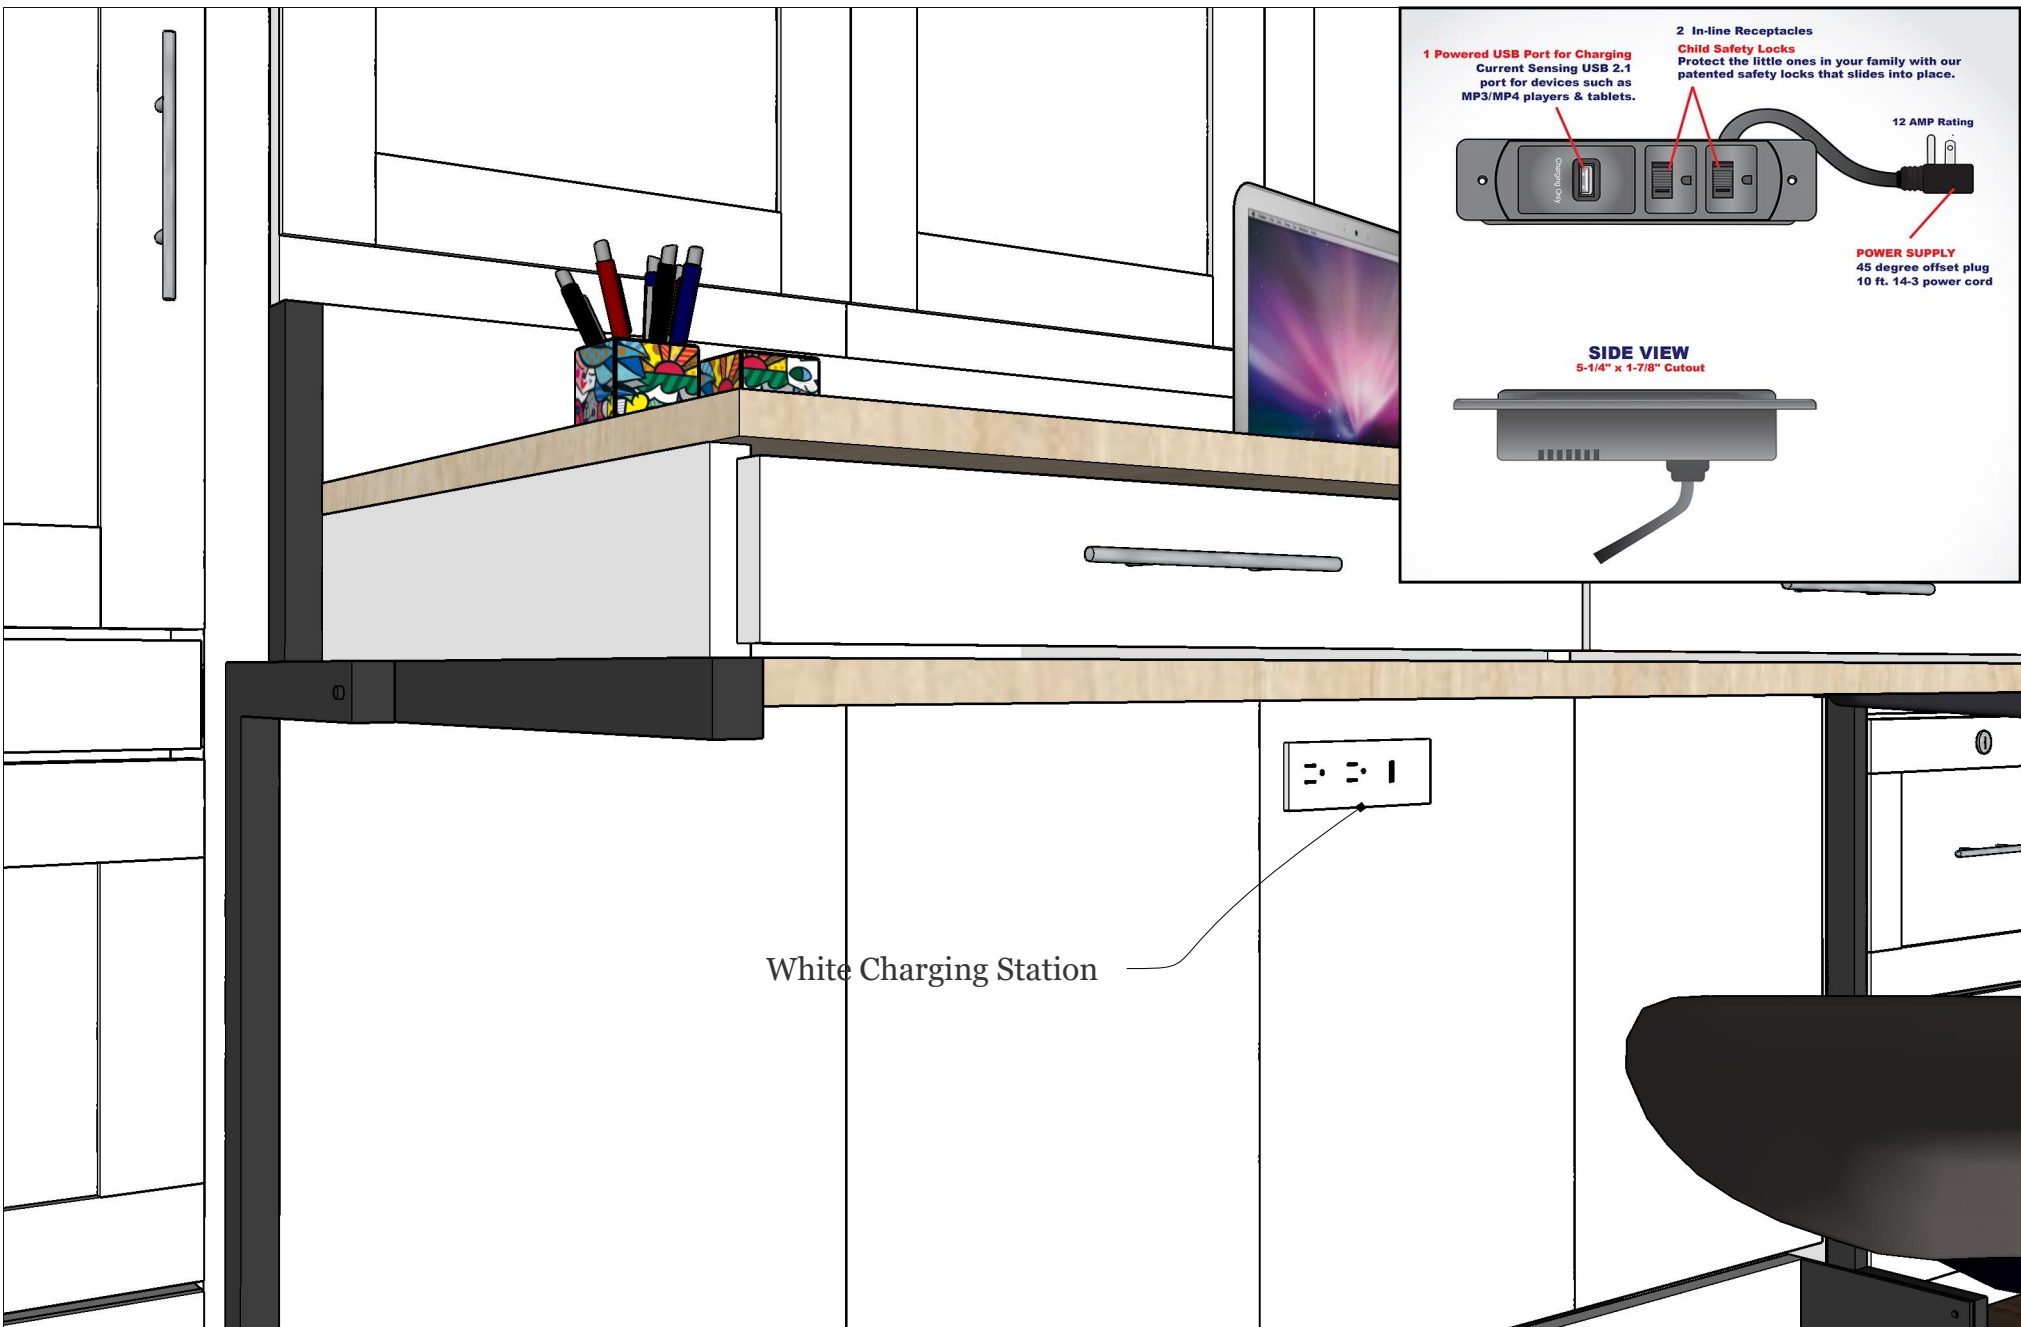 2 In-line Receptacles
1 Powered USB Port for Charging
Child Safety Locks
Current Sensing USB 2.1
port for devices such as
MP3/MP4 players & tablets.
Protect the little ones in your family with our
patented safety locks that slides into place.
12 AMP Rating
Charging Only
POWER SUPPLY
45 degree offset plug
10 ft. 14-3 power cord
SIDE VIEW
5-1/4" x 1-7/8" Cutout
White Charging Station